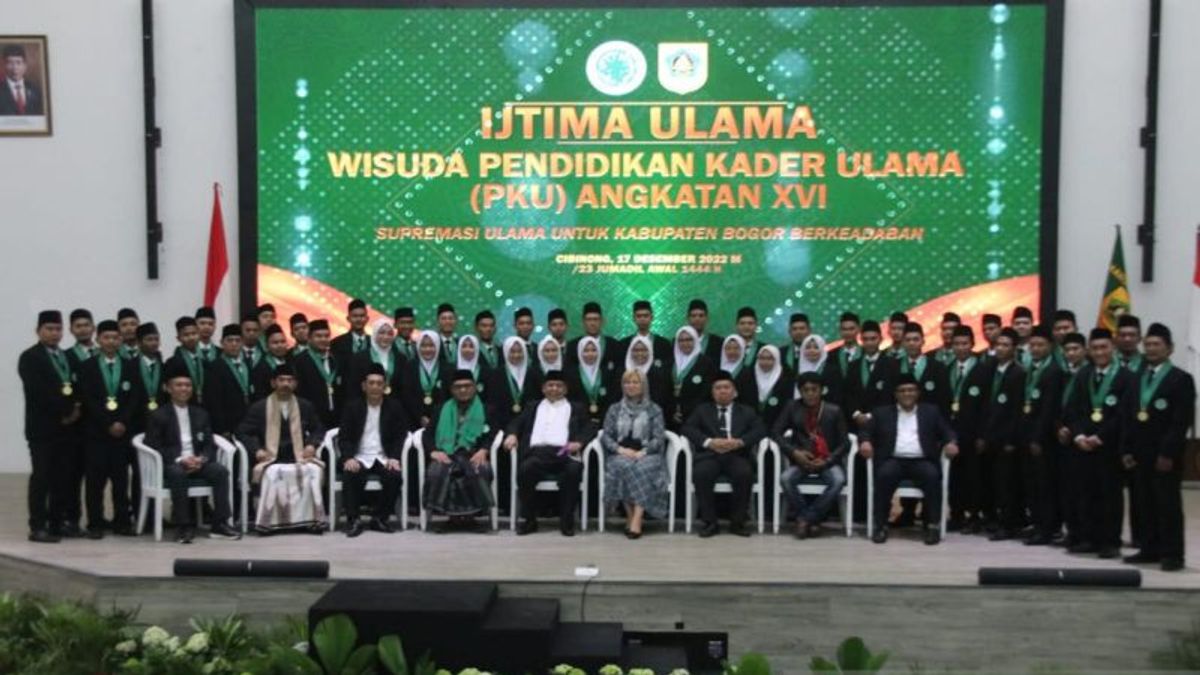 IJTIMA ULAMA
WISUDA PENDIDIKAN KADER ULAMA
(PKU) ANGKATAN XVI
SUPREMASI ULAMA UNTUK KABUPATEN BOGOR BERKEADABAN
CIBINONG, 17 DESEMBER 2022 M
/23 JUMADIL AWAL 1444 H